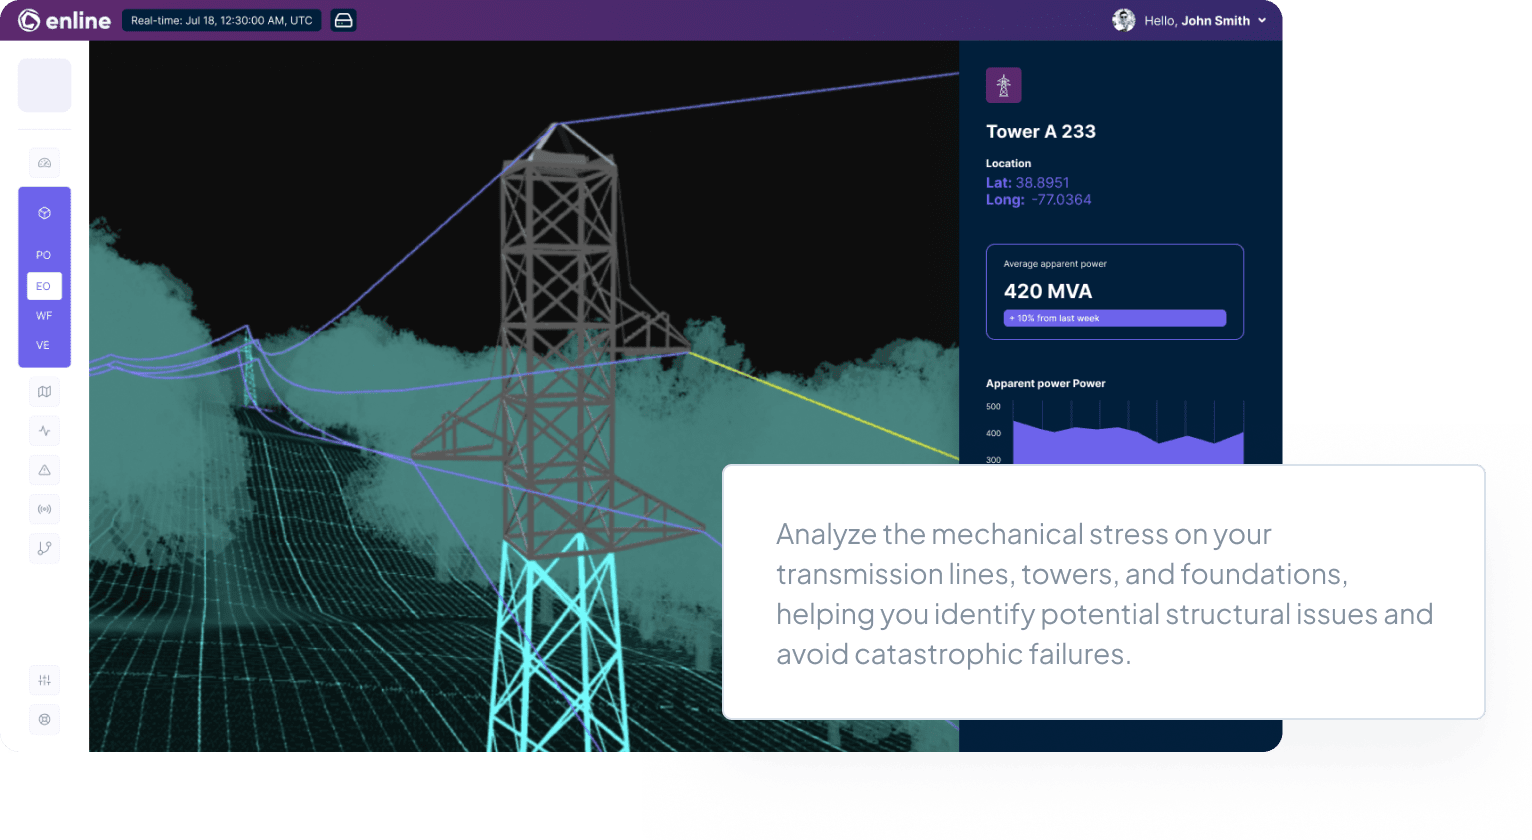 enline
Real-time: Jul 18, 12:30:00 AM, UTC
Hello, John Smith
PO
EO
WF
VE
Tower A 233
Location
Lat: 38.8951
Long: -77.0364
Average apparent power
420 MVA
+ 10% from last week
Apparent power Power
500
400
300
Analyze the mechanical stress on your
transmission lines, towers, and foundations,
helping you identify potential structural issues and
avoid catastrophic failures.